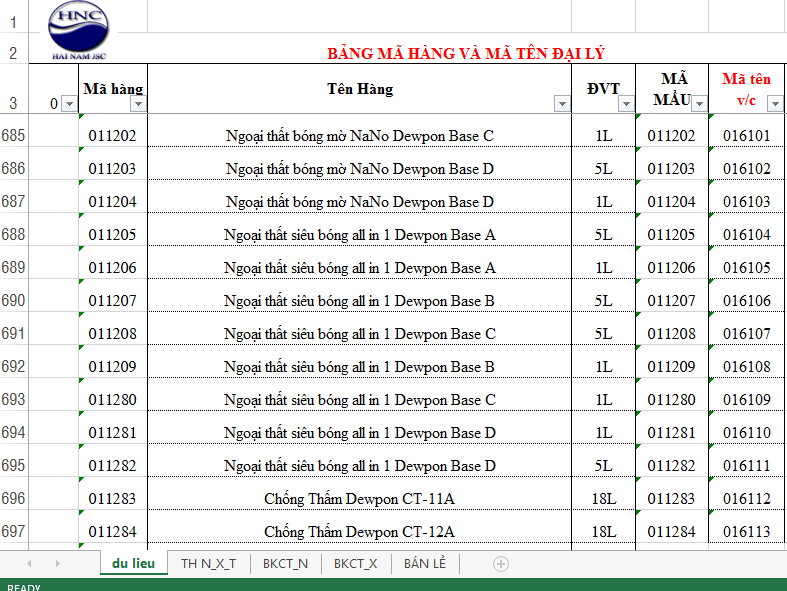 HNC
HAI NAM JSC
1
2 BẢNG MÃ HÀNG VÀ MÃ TÊN ĐẠI LÝ
3 0 Mã hàng Tên Hàng ĐVT MÃ MẪU Mã tên v/c
685 011202 Ngoại thất bóng mờ NaNo Dewpon Base C 1L 011202 016101
686 011203 Ngoại thất bóng mờ NaNo Dewpon Base D 5L 011203 016102
687 011204 Ngoại thất bóng mờ NaNo Dewpon Base D 1L 011204 016103
688 011205 Ngoại thất siêu bóng all in 1 Dewpon Base A 5L 011205 016104
689 011206 Ngoại thất siêu bóng all in 1 Dewpon Base A 1L 011206 016105
690 011207 Ngoại thất siêu bóng all in 1 Dewpon Base B 5L 011207 016106
691 011208 Ngoại thất siêu bóng all in 1 Dewpon Base C 5L 011208 016107
692 011209 Ngoại thất siêu bóng all in 1 Dewpon Base B 1L 011209 016108
693 011280 Ngoại thất siêu bóng all in 1 Dewpon Base C 1L 011280 016109
694 011281 Ngoại thất siêu bóng all in 1 Dewpon Base D 1L 011281 016110
695 011282 Ngoại thất siêu bóng all in 1 Dewpon Base D 5L 011282 016111
696 011283 Chống Thấm Dewpon CT-11A 18L 011283 016112
697 011284 Chống Thấm Dewpon CT-12A 18L 011284 016113
du lieu TH N_X_T BKCT_N BKCT_X BÁN LẺ
READY